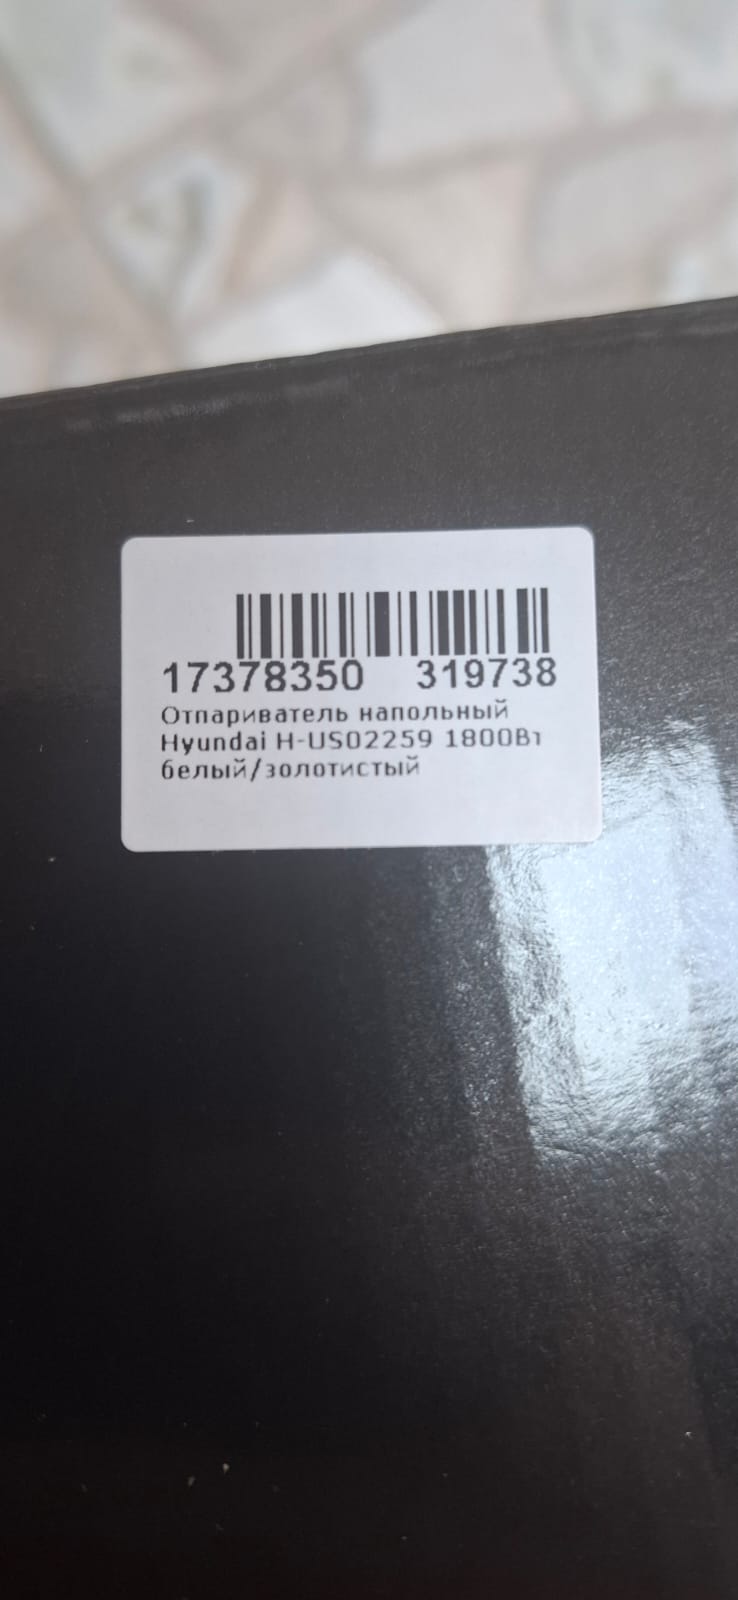 17378350 319738
Отпариватель напольный
Hyundai H-US02259 1800Вт
белый/золотистый